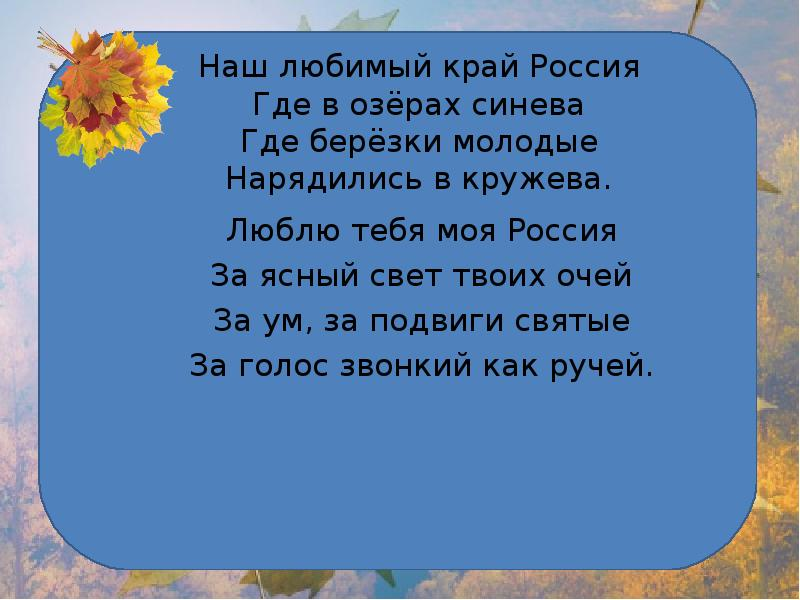 Наш любимый край Россия
Где в озёрах синева
Где берёзки молодые
Нарядились в кружева.
Люблю тебя моя Россия
За ясный свет твоих очей
За ум, за подвиги святые
За голос звонкий как ручей.